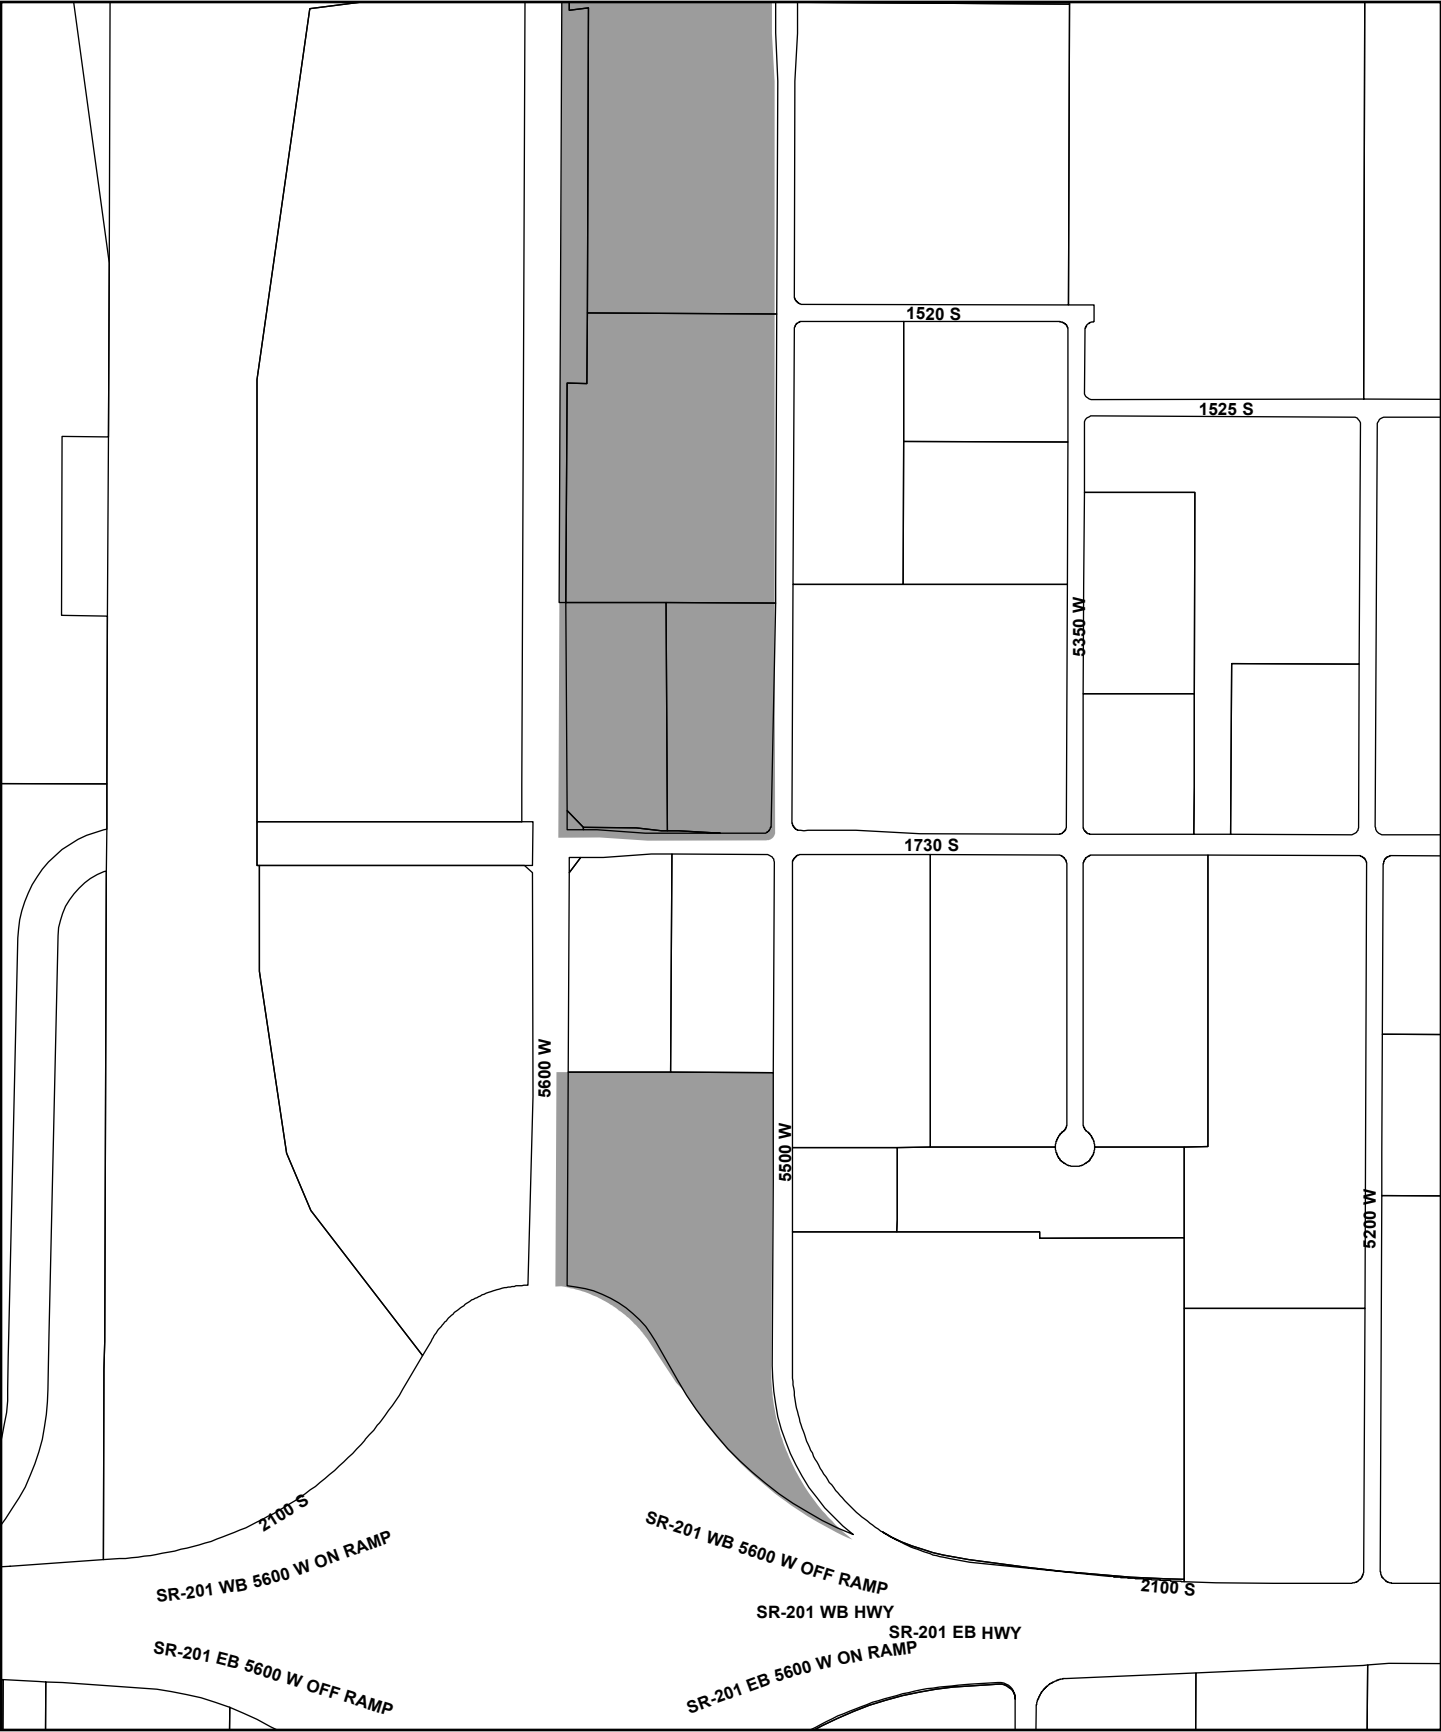 1520 S
1525 S
5350 W
1730 S
5600 W
5500 W
5200 W
2100 S
SR-201 WB 5600 W ON RAMP
SR-201 WB 5600 W OFF RAMP
2100 S
SR-201 WB HWY
SR-201 EB HWY
SR-201 EB 5600 W OFF RAMP
SR-201 EB 5600 W ON RAMP